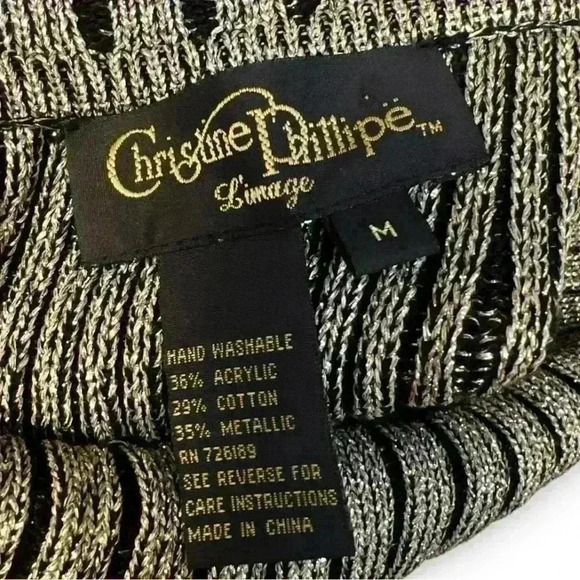 Christine Phillipe™
L'image
M
HAND WASHABLE
36% ACRYLIC
29% COTTON
35% METALLIC
RN 726189
SEE REVERSE FOR
CARE INSTRUCTIONS
MADE IN CHINA